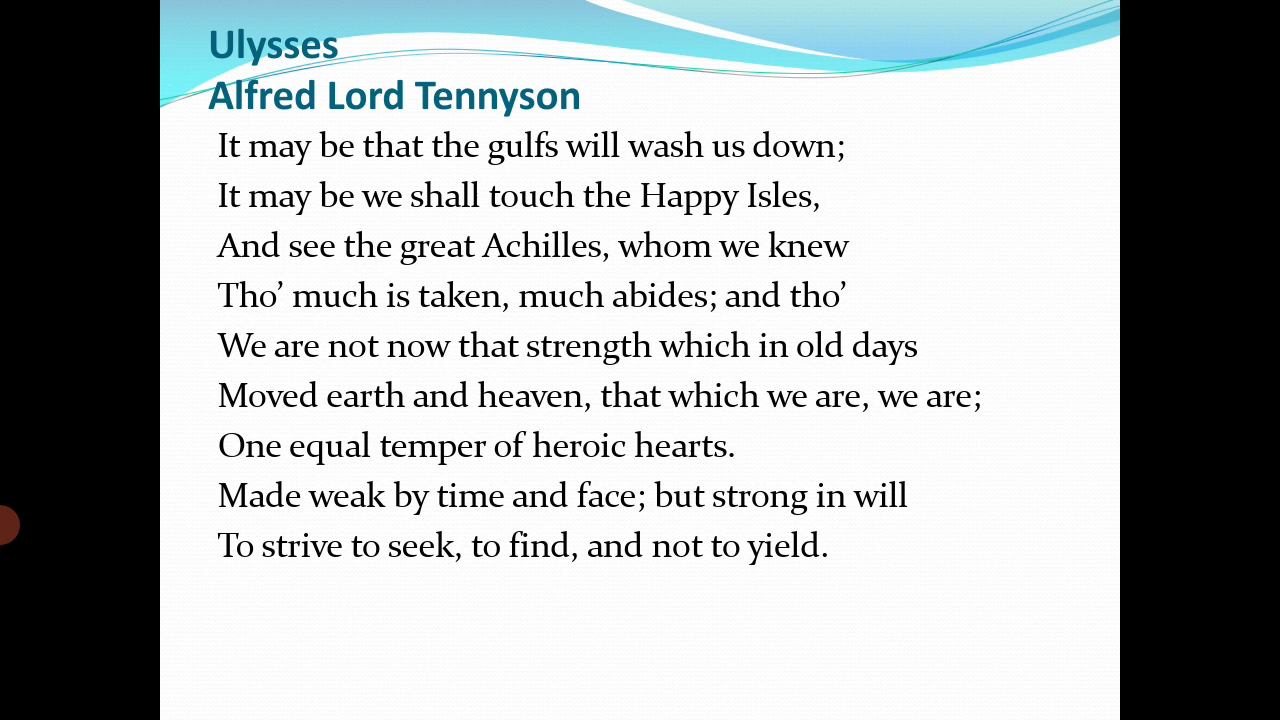 Ulysses
Alfred Lord Tennyson
It may be that the gulfs will wash us down;
It may be we shall touch the Happy Isles,
And see the great Achilles, whom we knew
Tho’ much is taken, much abides; and tho’
We are not now that strength which in old days
Moved earth and heaven, that which we are, we are;
One equal temper of heroic hearts.
Made weak by time and face; but strong in will
To strive to seek, to find, and not to yield.